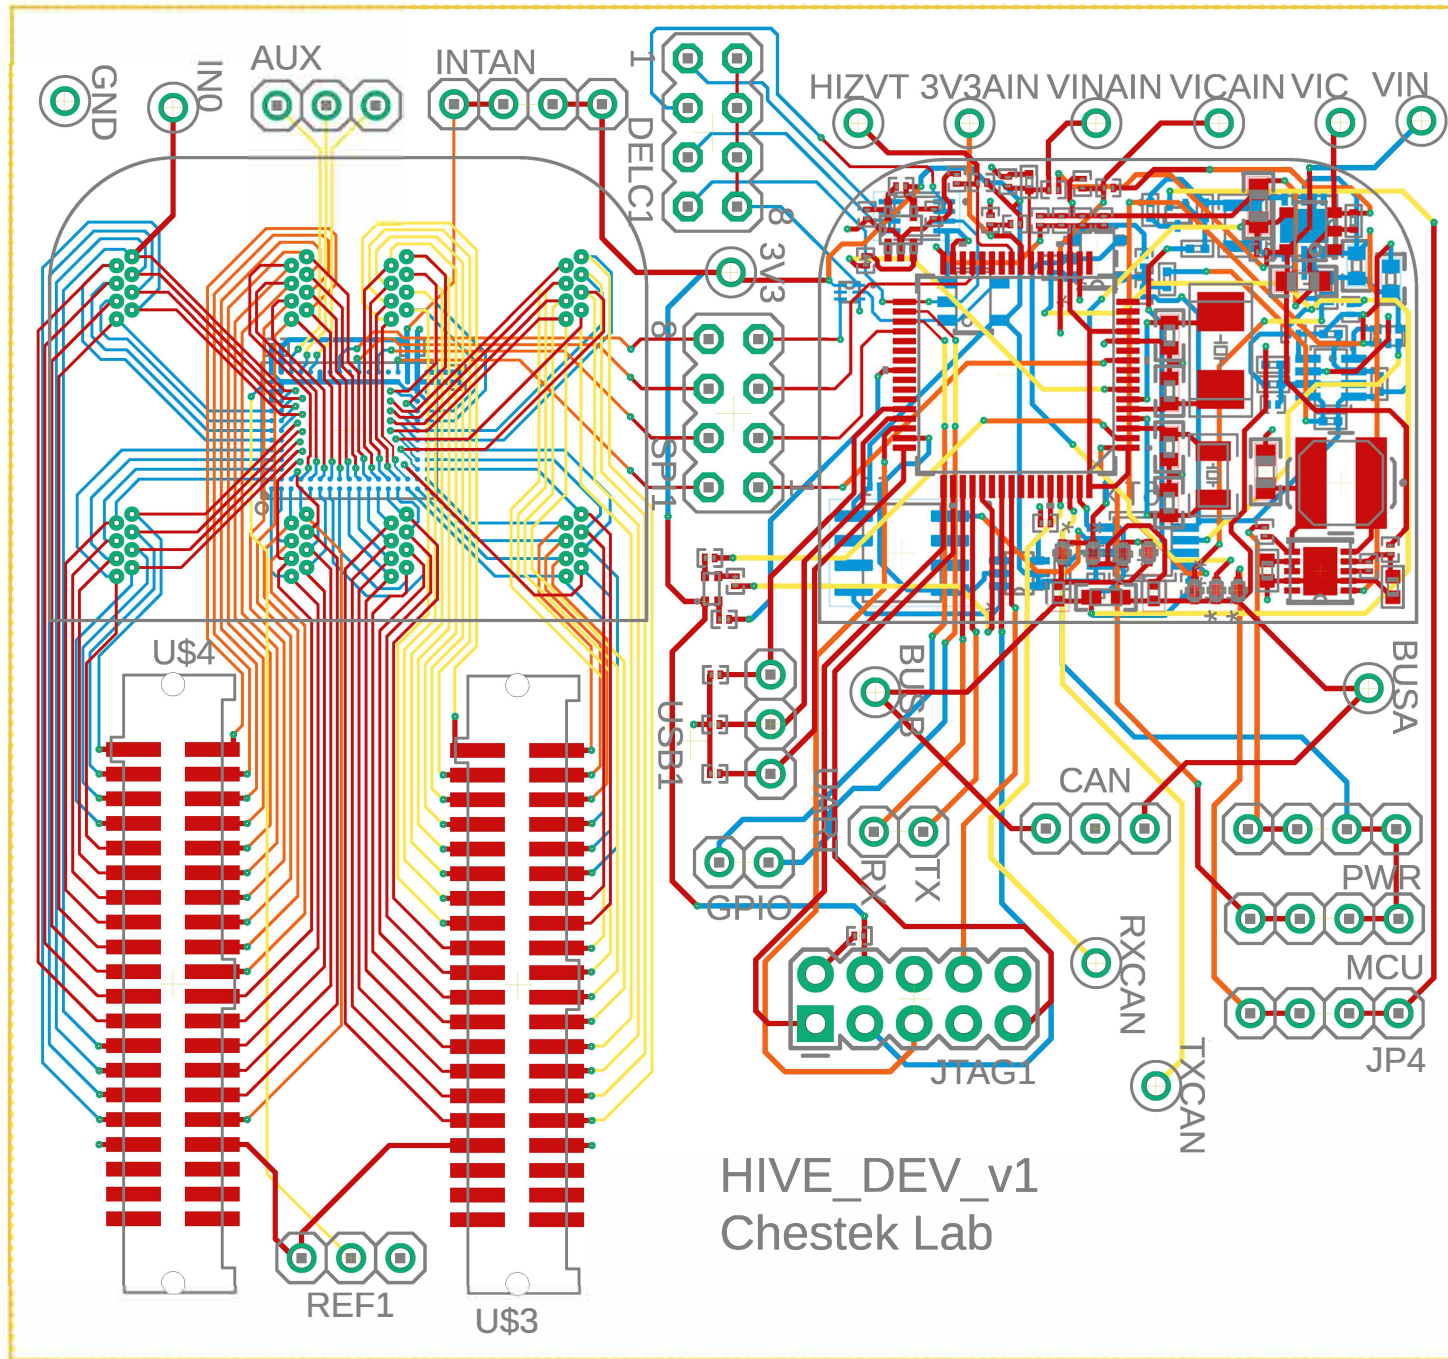 GND
IN0
AUX
INTAN
1
DELC1
8
HIZVT
3V3AIN
VINAIN
VICAIN
VIC
VIN
3V3
8
SPI1
1
U$4
USB1
BUSB
BUSA
UART
CAN
GPIO
RX
TX
PWR
MCU
RXCAN
JTAG1
TXCAN
JP4
HIVE_DEV_v1
Chestek Lab
REF1
U$3